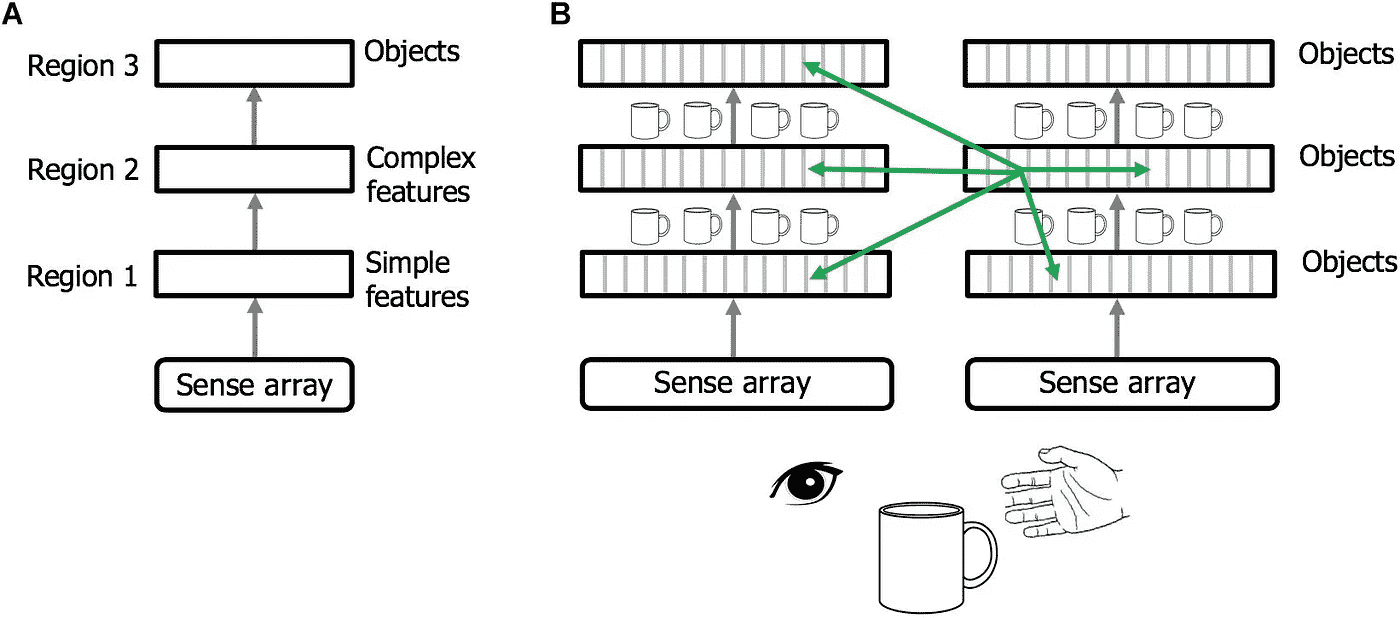 A
Region 3
Objects
Region 2
Complex
features
Region 1
Simple
features
Sense array
B
Objects
Objects
Objects
Sense array
Sense array